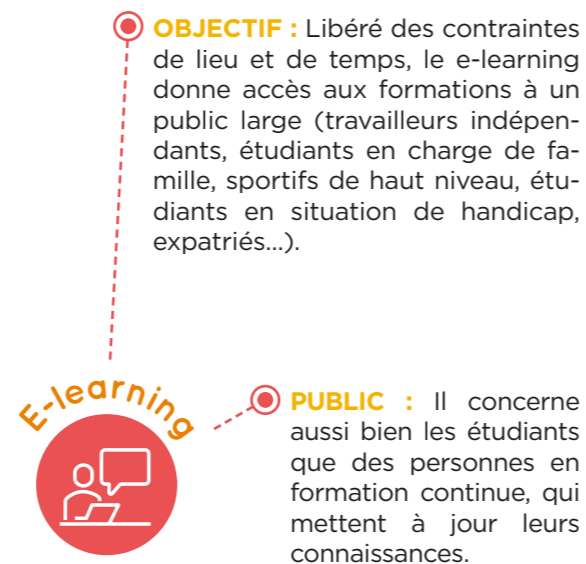 OBJECTIF : Libéré des contraintes
de lieu et de temps, le e-learning
donne accès aux formations à un
public large (travailleurs indépen-
dants, étudiants en charge de fa-
mille, sportifs de haut niveau, étu-
diants en situation de handicap,
expatriés...).
E-learning
PUBLIC : Il concerne
aussi bien les étudiants
que des personnes en
formation continue, qui
mettent à jour leurs
connaissances.